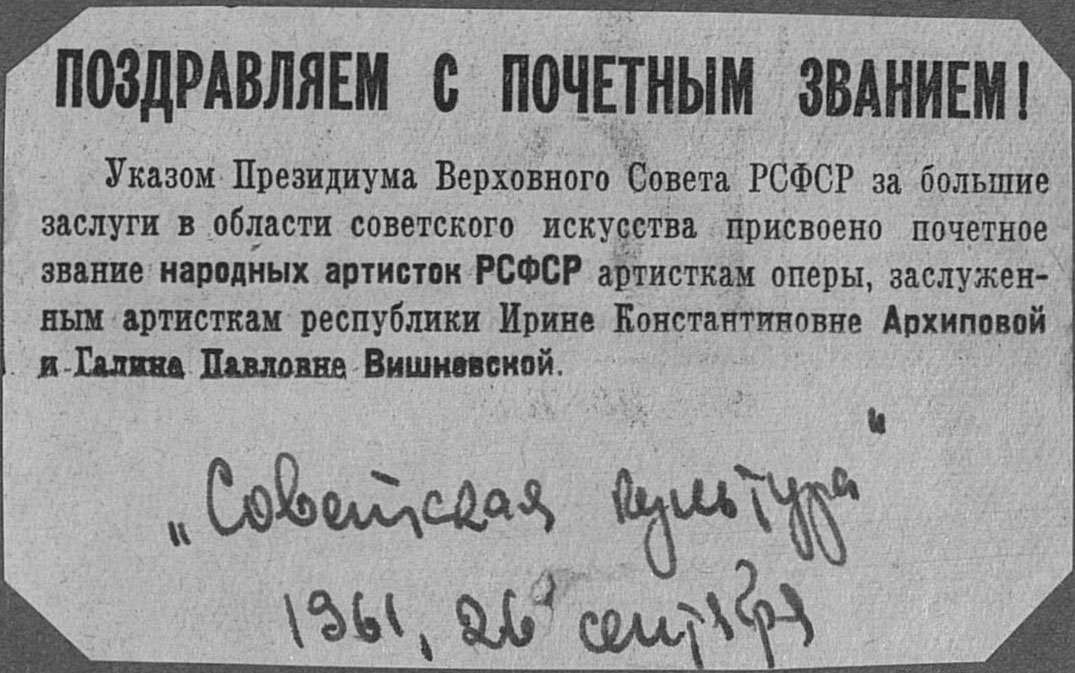 ПОЗДРАВЛЯЕМ С ПОЧЕТНЫМ ЗВАНИЕМ!
Указом Президиума Верховного Совета РСФСР за большие
заслуги в области советского искусства присвоено почетное
звание народных артисток РСФСР артисткам оперы, заслужен-
ным артисткам республики Ирине Константиновне Архиповой
и Галине Павловне Вишневской.
„Советская культура"
1961, 26 сентября